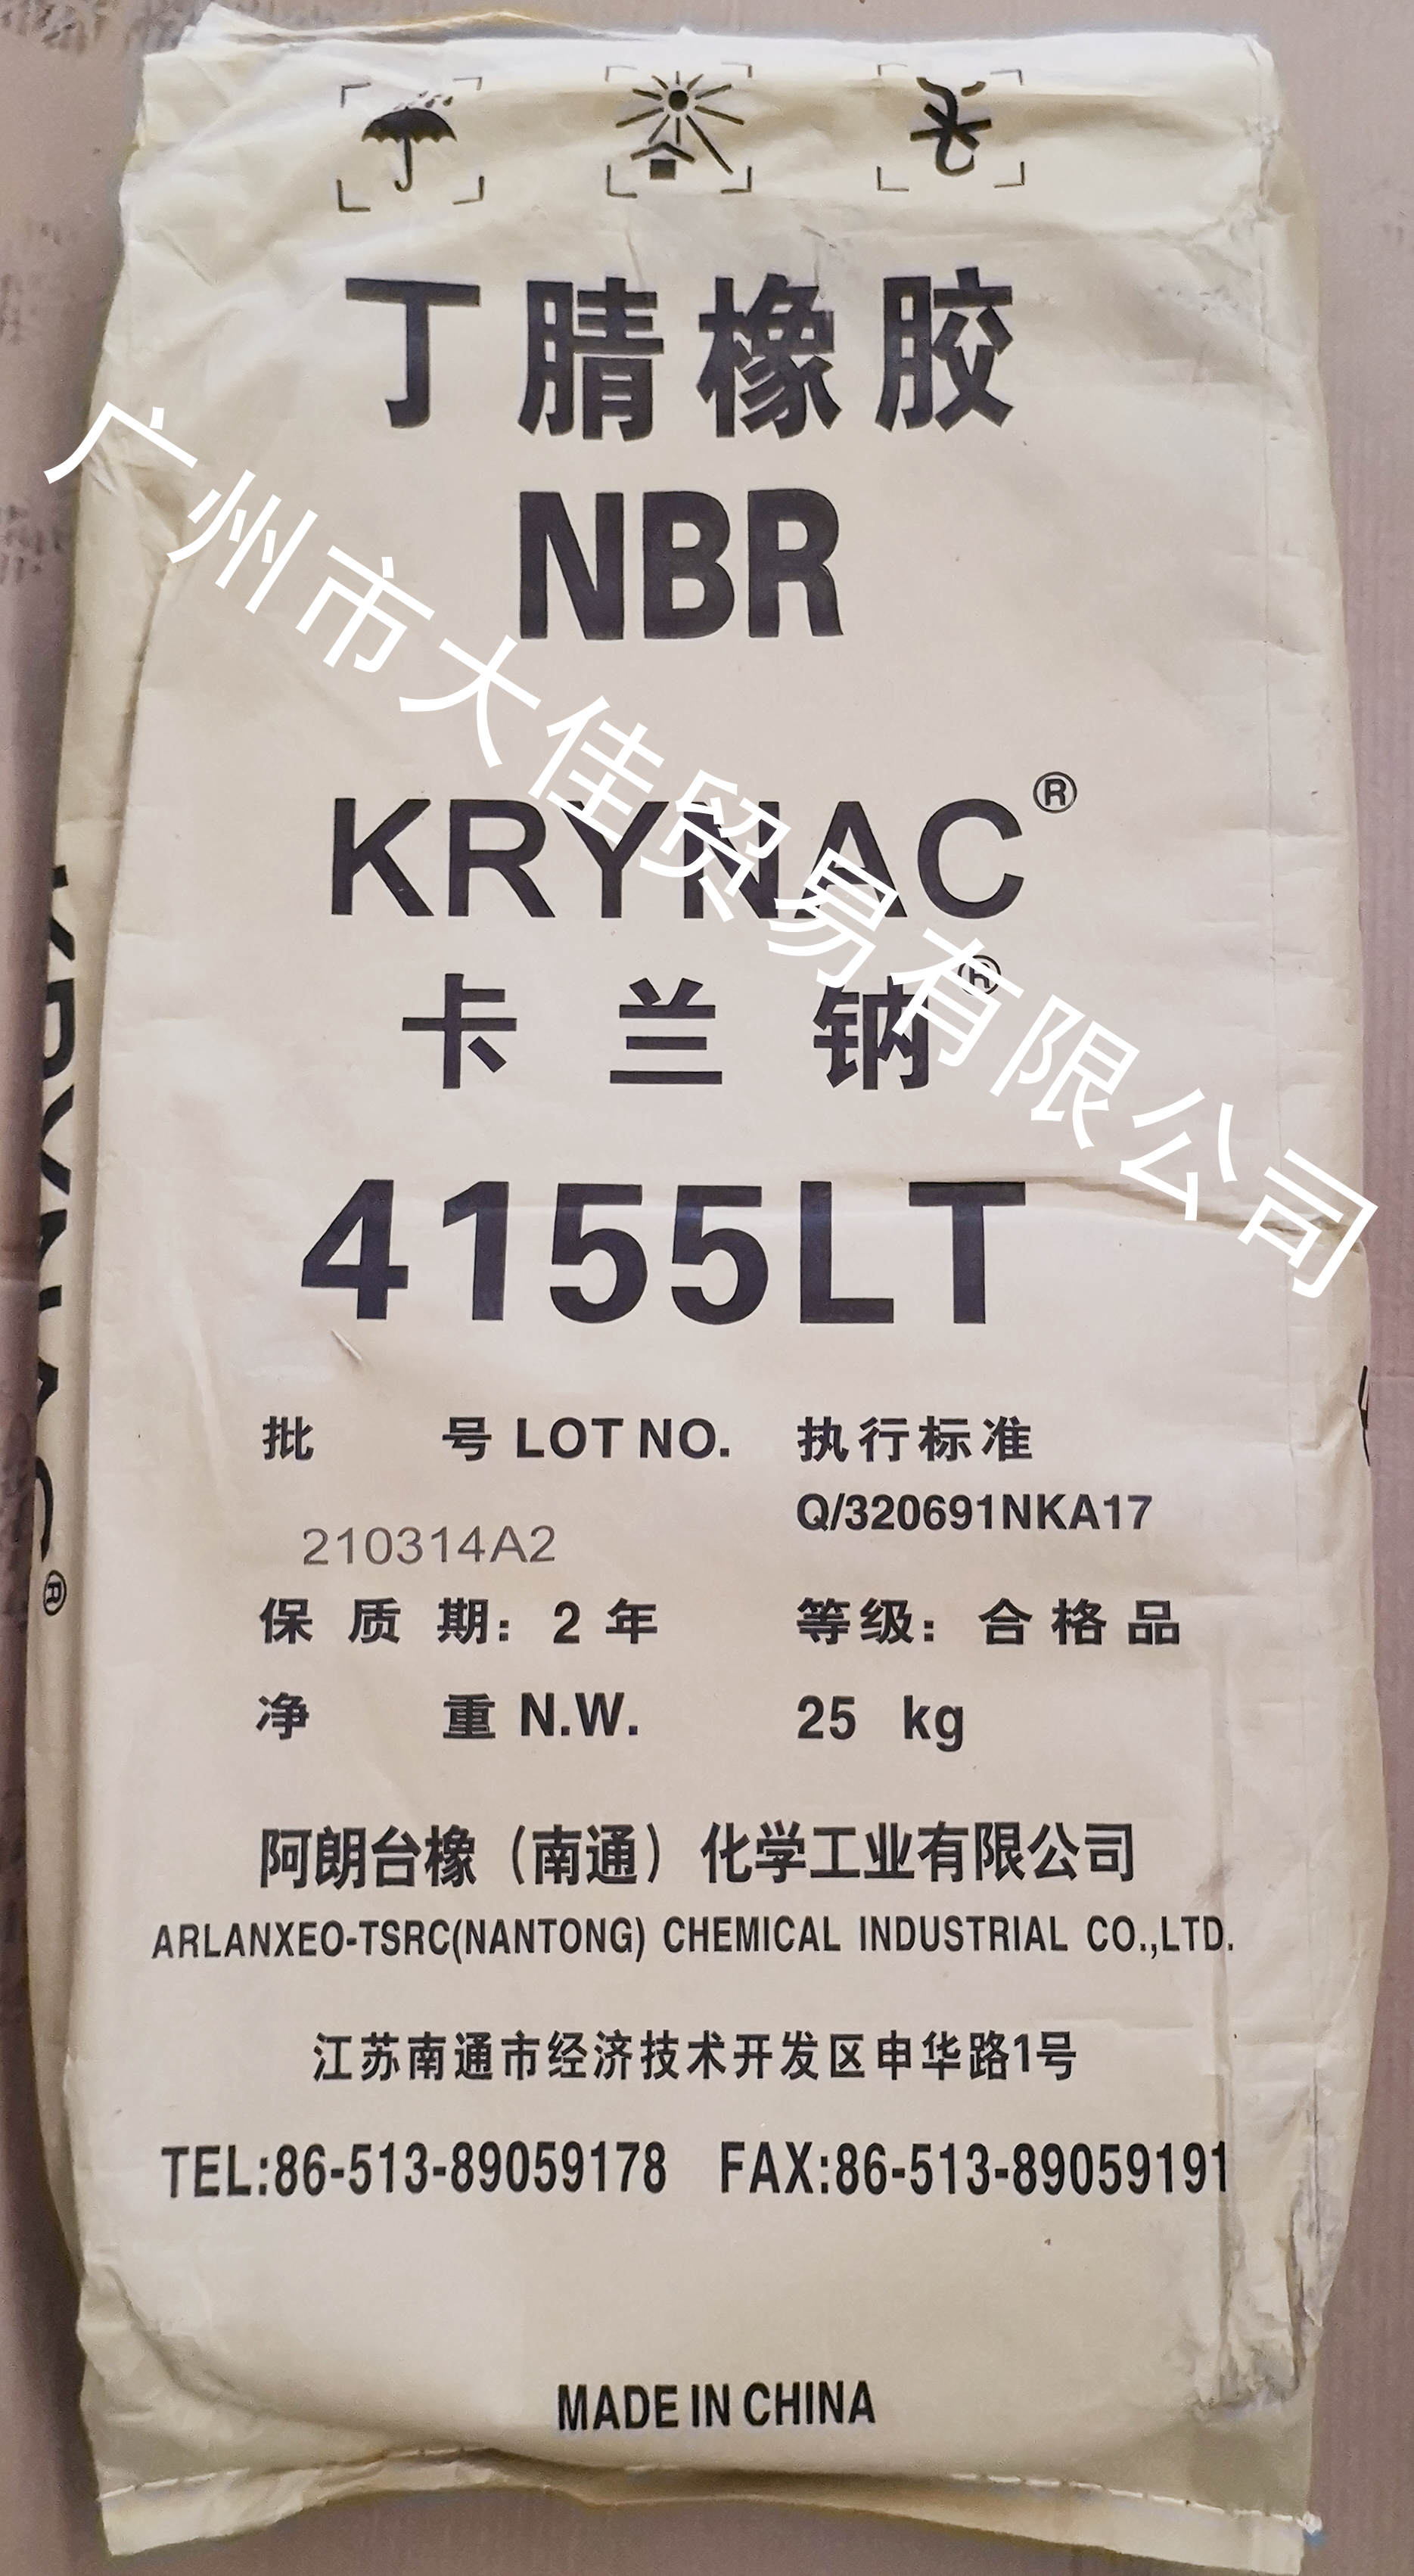 丁腈橡胶
NBR
KRYNAC®
卡兰钠®
4155LT
批 号 LOT NO. 执行标准
Q/320691NKA17
210314A2
保质期：2年 等级：合格品
净 重 N.W. 25 kg
阿朗台橡（南通）化学工业有限公司
ARLANXEO-TSRC(NANTONG) CHEMICAL INDUSTRIAL CO.,LTD.
江苏南通市经济技术开发区申华路1号
TEL:86-513-89059178 FAX:86-513-89059191
MADE IN CHINA
广州市大佳贸易有限公司
KRYNAC®